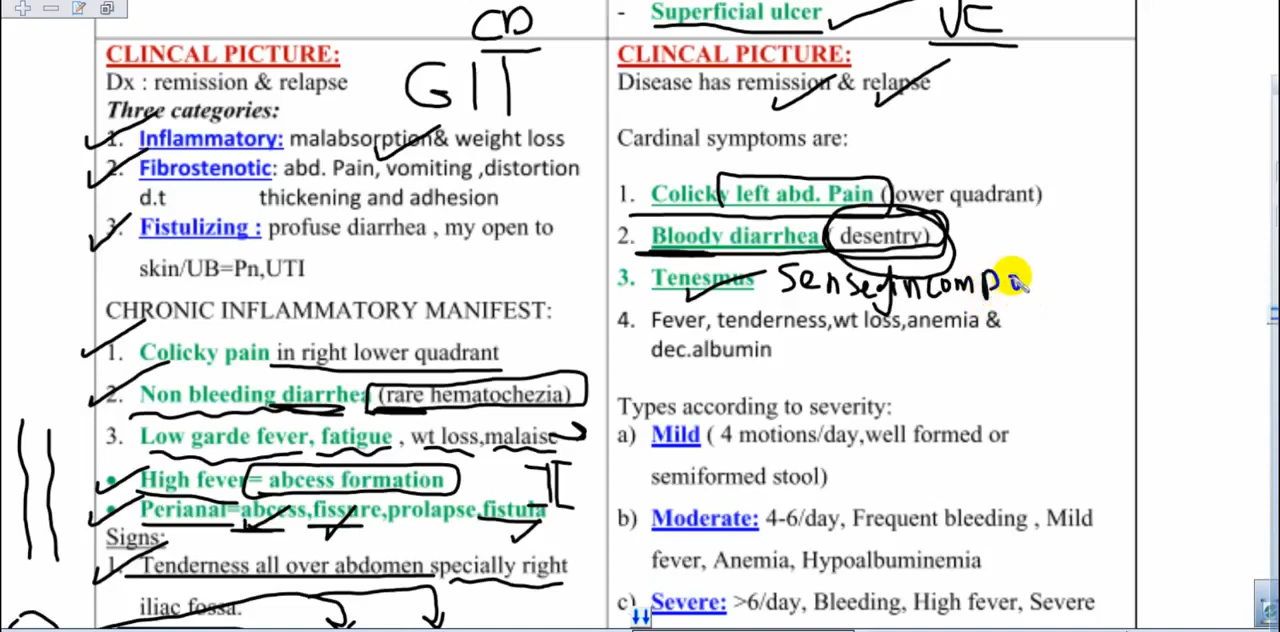 - Superficial ulcer
CD
UC
CLINCAL PICTURE:
Dx : remission & relapse
GIT
Three categories:
1. Inflammatory: malabsorption& weight loss
2. Fibrostenotic: abd. Pain, vomiting ,distortion
d.t thickening and adhesion
3. Fistulizing : profuse diarrhea , my open to
skin/UB=Pn,UTI
CHRONIC INFLAMMATORY MANIFEST:
1. Colicky pain in right lower quadrant
2. Non bleeding diarrhea (rare hematochezia)
3. Low garde fever, fatigue , wt loss,malaise
• High fever= abcess formation
• Perianal=abcess,fissure,prolapse,fistula
Signs:
1. Tenderness all over abdomen specially right
iliac fossa.
CLINCAL PICTURE:
Disease has remission & relapse
Cardinal symptoms are:
1. Colicky left abd. Pain (lower quadrant)
2. Bloody diarrhea ( desentry)
3. Tenesmus sense of incomp
4. Fever, tenderness,wt loss,anemia &
dec.albumin
Types according to severity:
a) Mild ( 4 motions/day,well formed or
semiformed stool)
b) Moderate: 4-6/day, Frequent bleeding , Mild
fever, Anemia, Hypoalbuminemia
c) Severe: >6/day, Bleeding, High fever, Severe